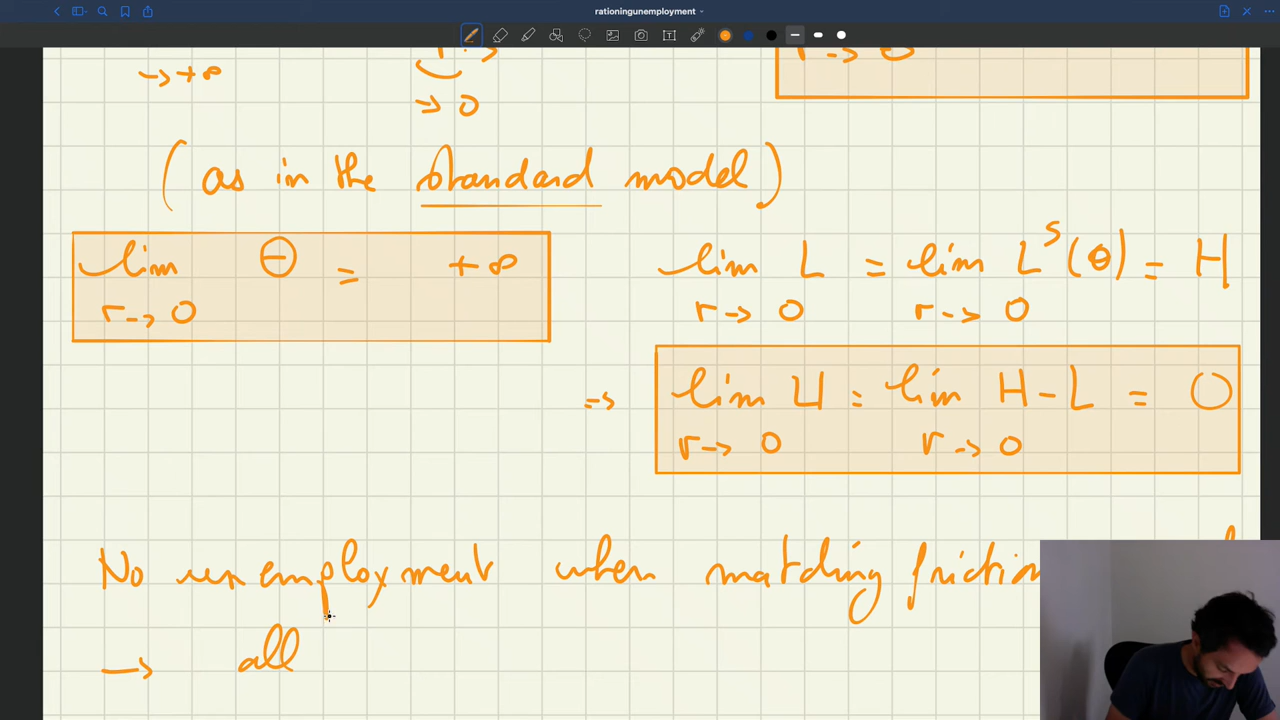 rationingunemployment
→ +∞
→ 0
r → 0
(as in the standard model)
lim θ = +∞
r → 0
lim L = lim L^s(θ) = H
r → 0 r → 0
⇒ lim U = lim H - L = 0
r → 0 r → 0
No unemployment when matching friction
→ all